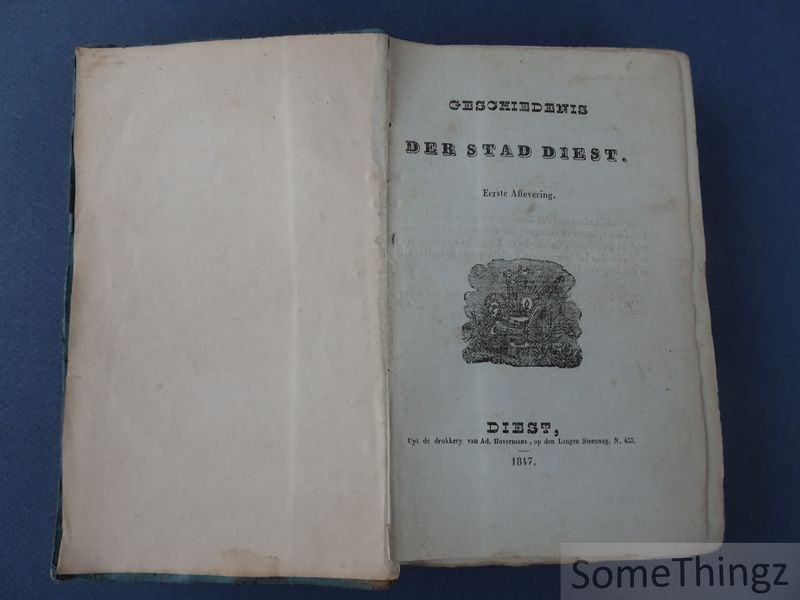 GESCHIEDENIS
DER STAD DIEST,
Eerste Aflevering.
DIEST,
Uyt de drukkery van Ad. Havermans, op den Langen Steenweg, N. 455.
1847.
SomeThingz